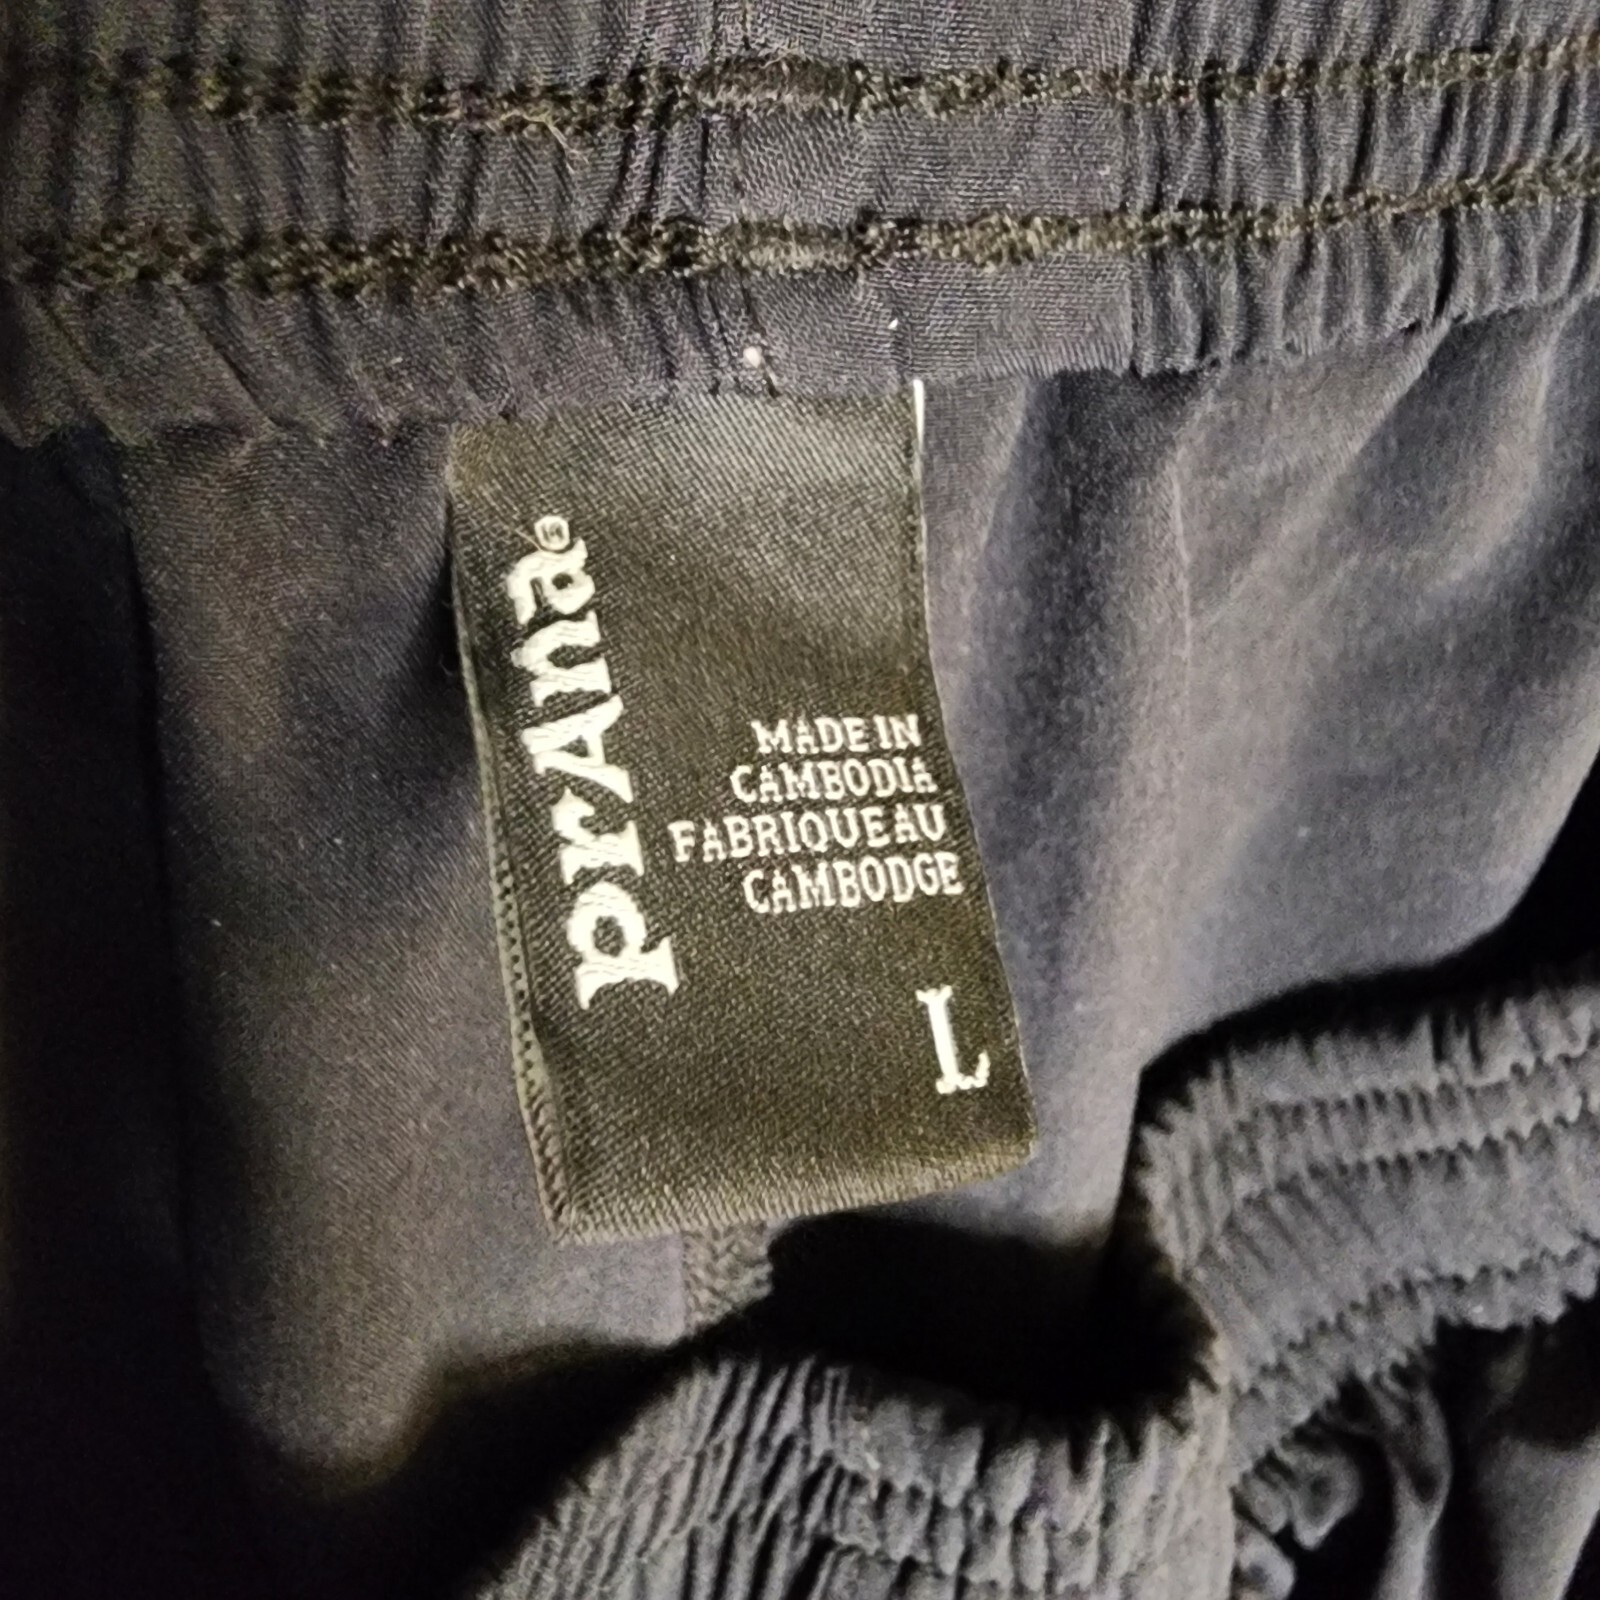 prAna®
MADE IN
CAMBODIA
FABRIQUE AU
CAMBODGE
L